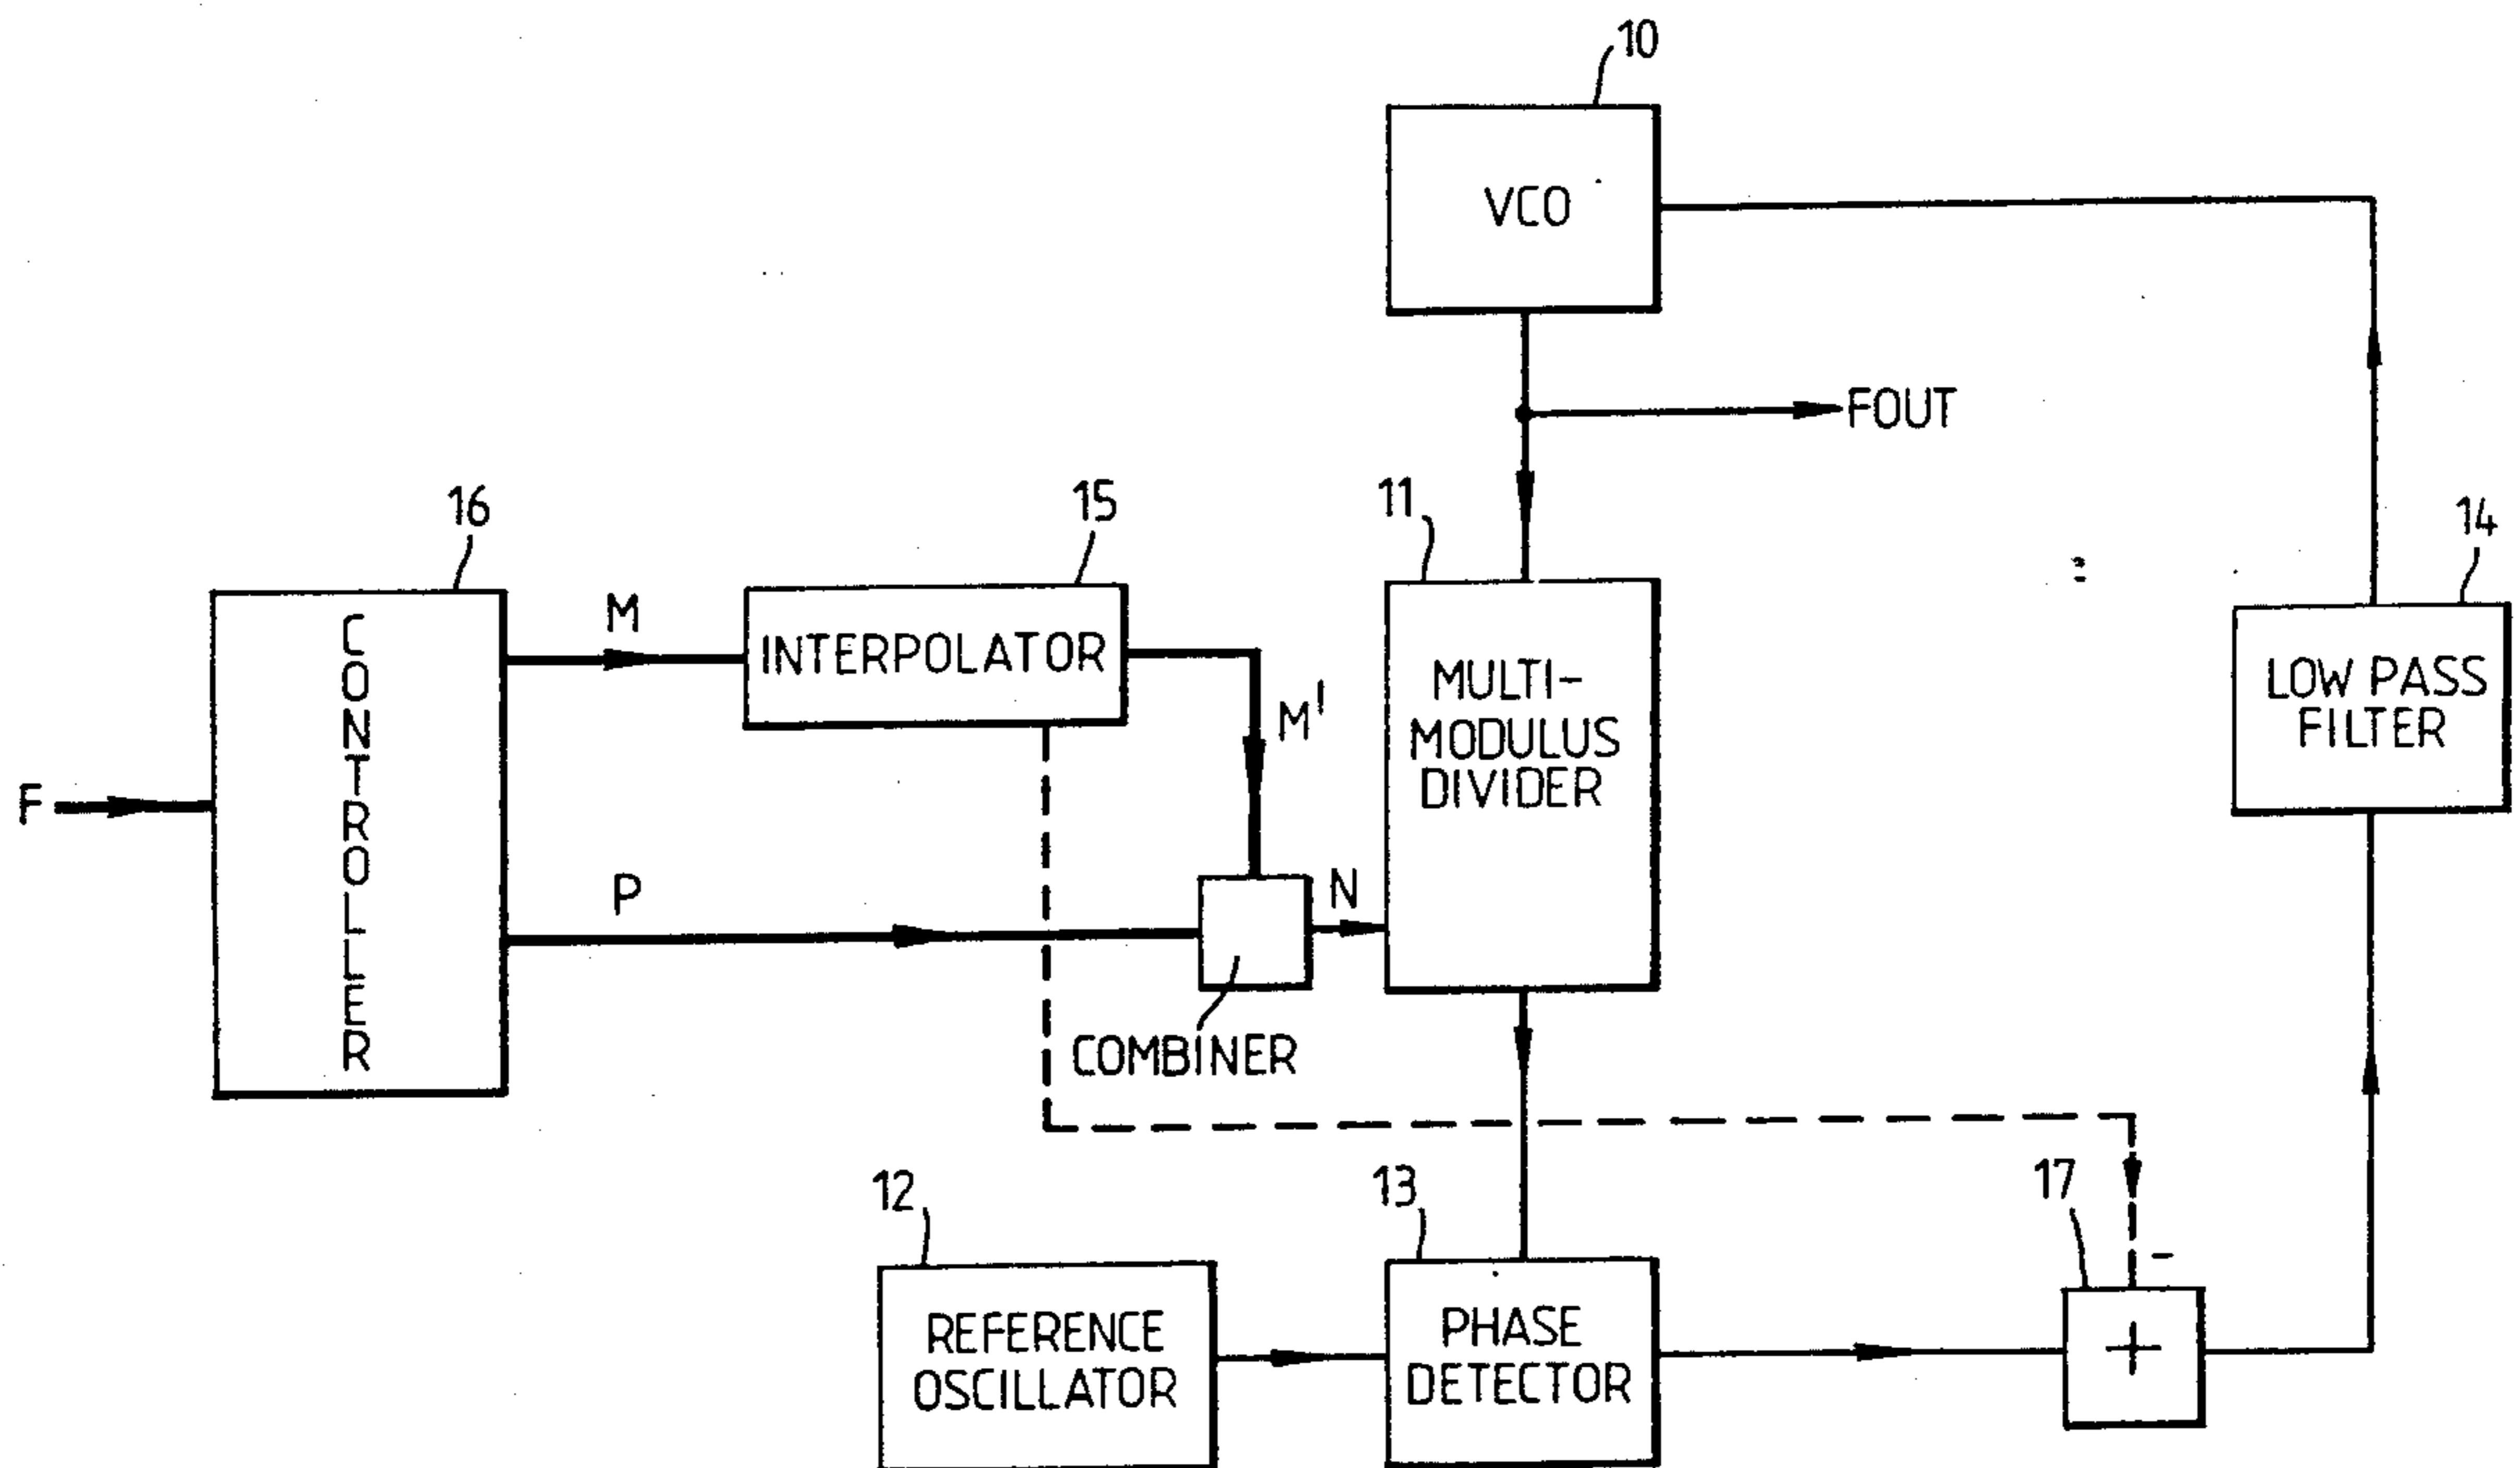 10
VCO
FOUT
16
15
11
14
M
INTERPOLATOR
M'
MULTI-
MODULUS
DIVIDER
LOW PASS
FILTER
F
CONTROLLER
P
N
COMBINER
12
13
17
-
REFERENCE
OSCILLATOR
PHASE
DETECTOR
+